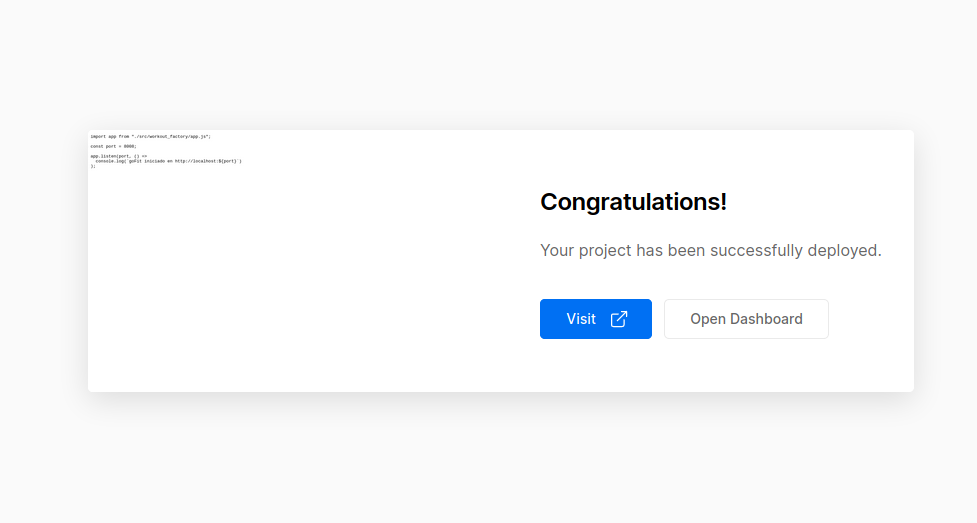 import app from "./src/workout_factory/app.js";
const port = 8080;
app.listen(port, () =>
console.log(`goFit iniciado en http://localhost:${port}`)
);
Congratulations!
Your project has been successfully deployed.
Visit
Open Dashboard